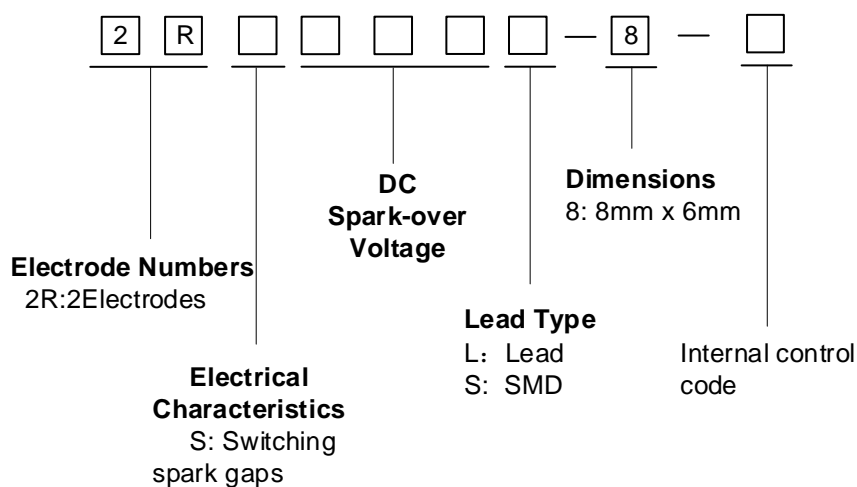 2 R — 8 —
DC
Spark-over
Voltage
Dimensions
8: 8mm x 6mm
Electrode Numbers
2R:2Electrodes
Lead Type
L: Lead
S: SMD
Internal control
code
Electrical
Characteristics
S: Switching
spark gaps